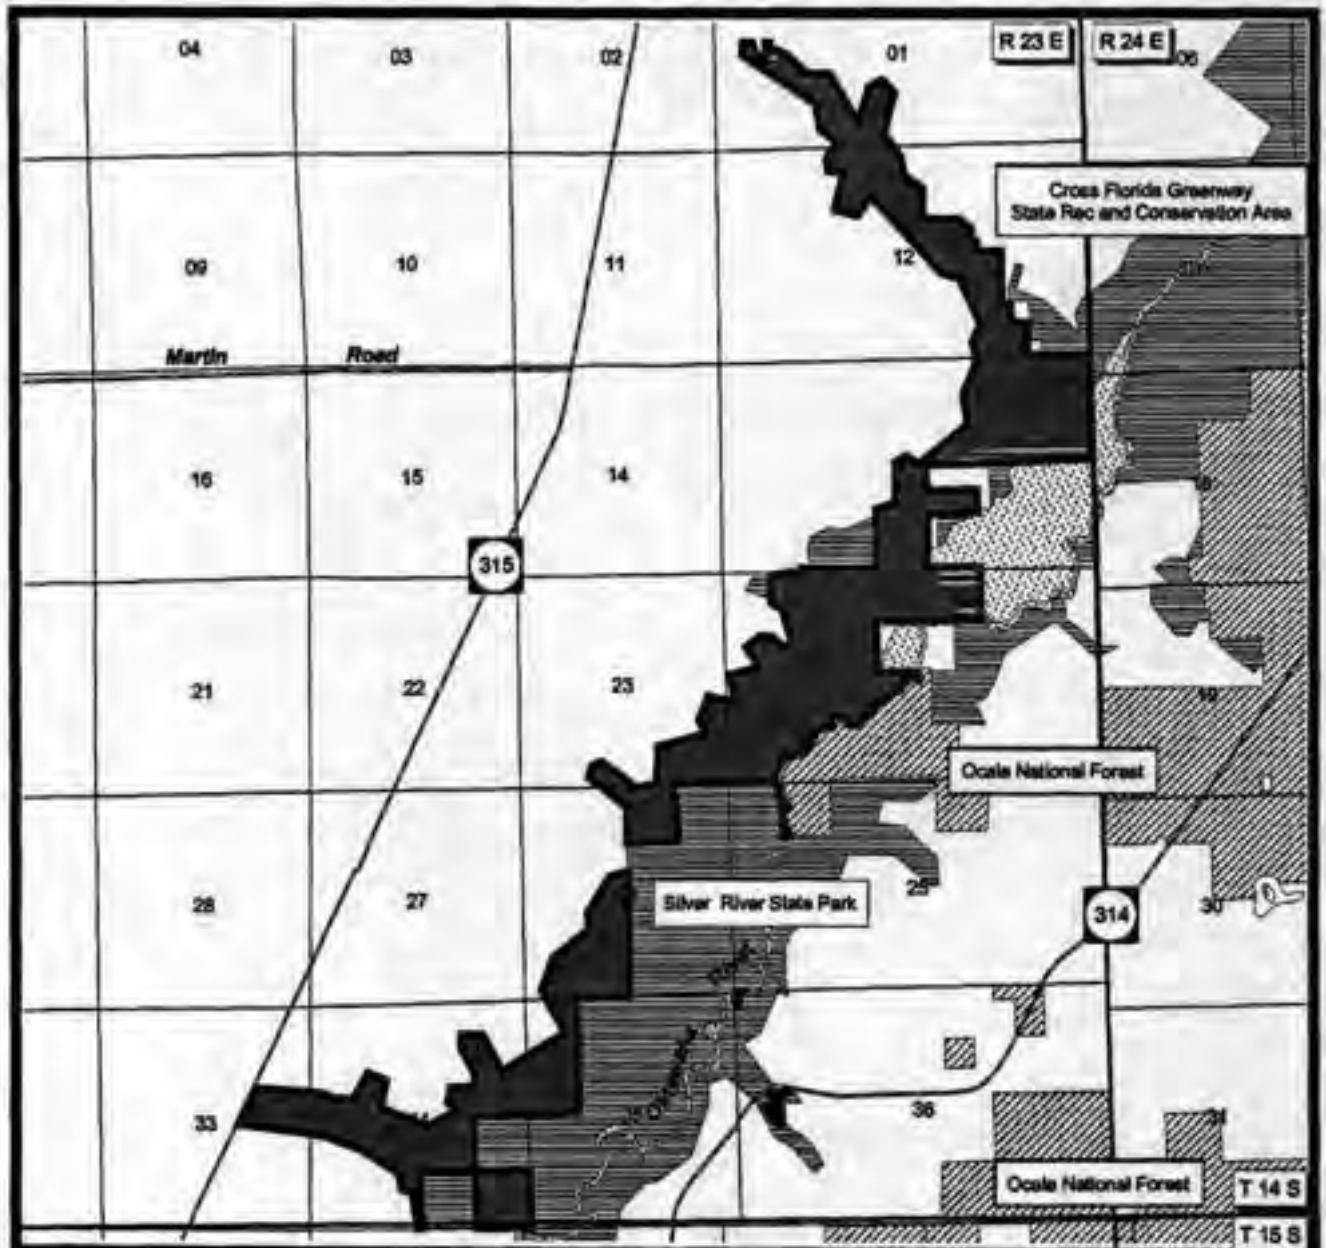 04
03
02
01
R 23 E
R 24 E
06
Cross Florida Greenway
State Rec and Conservation Area
09
10
11
12
Martin Road
16
15
14
315
21
22
23
19
Ocala National Forest
28
27
Silver River State Park
25
314
30
33
36
31
Ocala National Forest
T 14 S
T 15 S